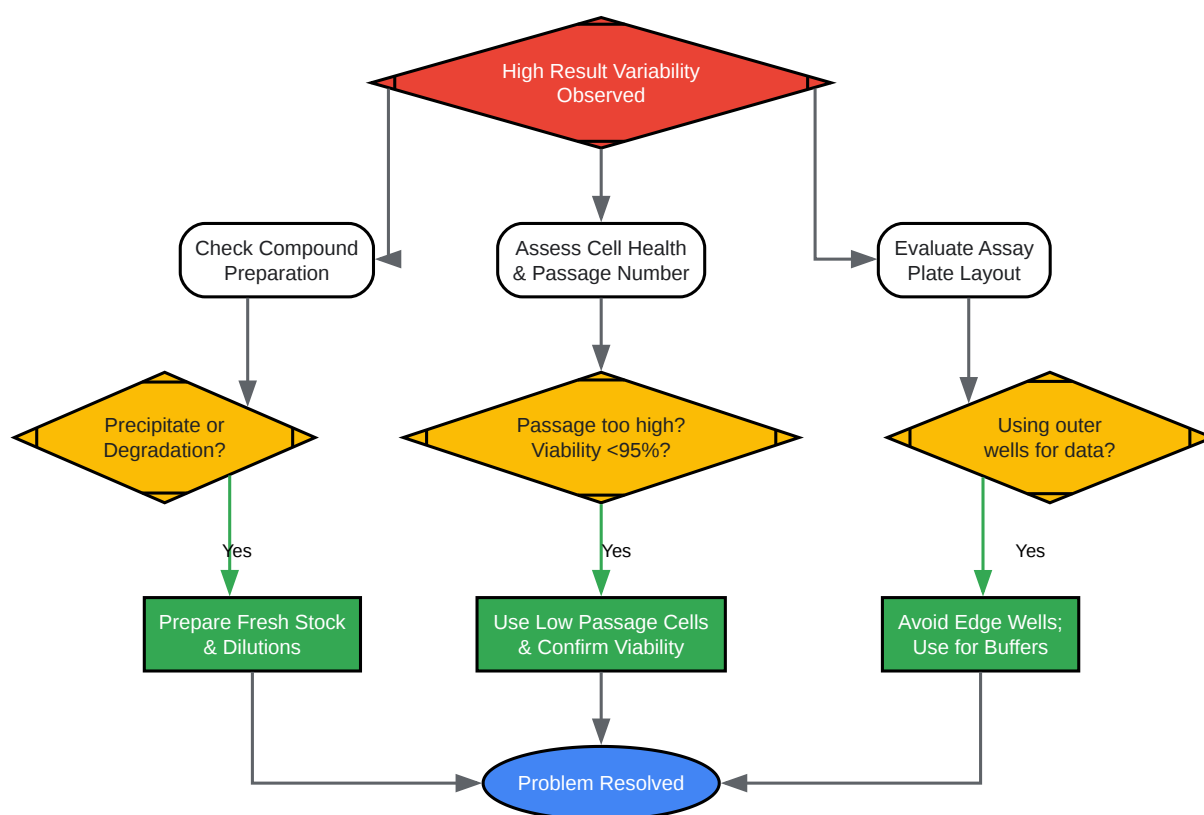 High Result Variability
Observed
Check Compound
Preparation
Assess Cell Health
& Passage Number
Evaluate Assay
Plate Layout
Precipitate or
Degradation?
Passage too high?
Viability <95%?
Using outer
wells for data?
Yes
Yes
Yes
Prepare Fresh Stock
& Dilutions
Use Low Passage Cells
& Confirm Viability
Avoid Edge Wells;
Use for Buffers
Problem Resolved